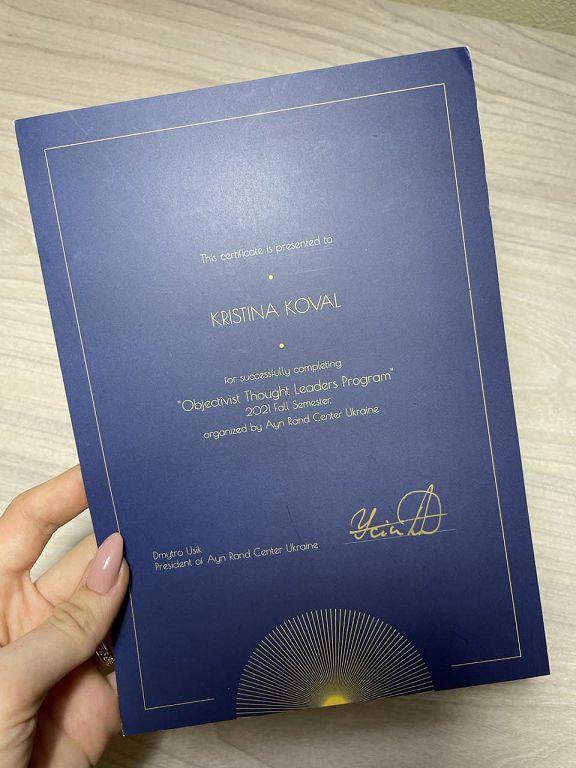 This certificate is presented to
KRISTINA KOVAL
for successfully completing
"Objectivist Thought Leaders Program"
2021 Fall Semester,
organized by Ayn Rand Center Ukraine
Dmytro Usik
President of Ayn Rand Center Ukraine